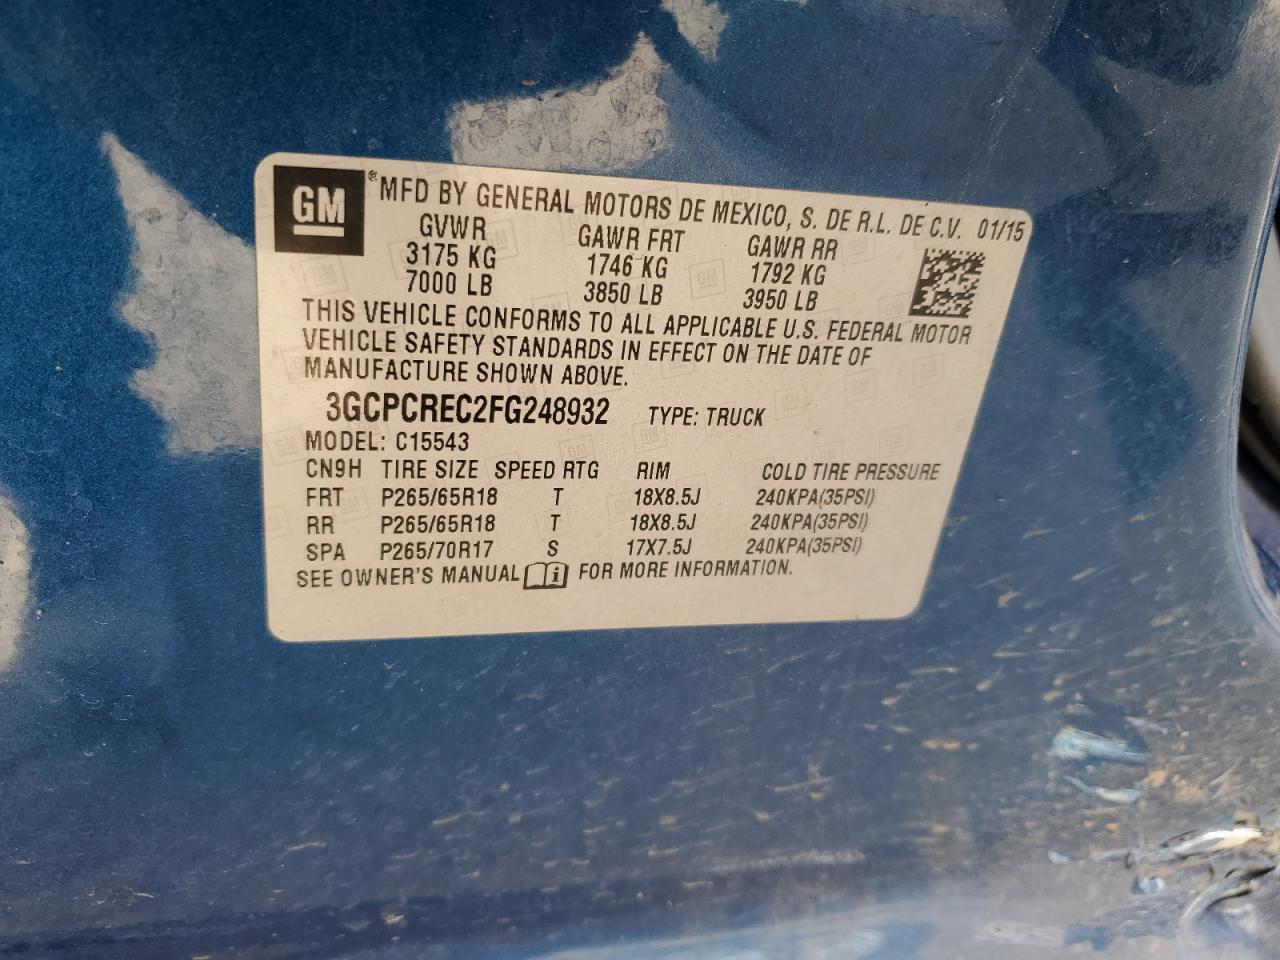 GM ® MFD BY GENERAL MOTORS DE MEXICO, S. DE R.L. DE C.V. 01/15
GVWR GAWR FRT GAWR RR
3175 KG 1746 KG 1792 KG
7000 LB 3850 LB 3950 LB
THIS VEHICLE CONFORMS TO ALL APPLICABLE U.S. FEDERAL MOTOR
VEHICLE SAFETY STANDARDS IN EFFECT ON THE DATE OF
MANUFACTURE SHOWN ABOVE.
3GCPCREC2FG248932 TYPE: TRUCK
MODEL: C15543
CN9H TIRE SIZE SPEED RTG RIM COLD TIRE PRESSURE
FRT P265/65R18 T 18X8.5J 240KPA(35PSI)
RR P265/65R18 T 18X8.5J 240KPA(35PSI)
SPA P265/70R17 S 17X7.5J 240KPA(35PSI)
SEE OWNER'S MANUAL i FOR MORE INFORMATION.